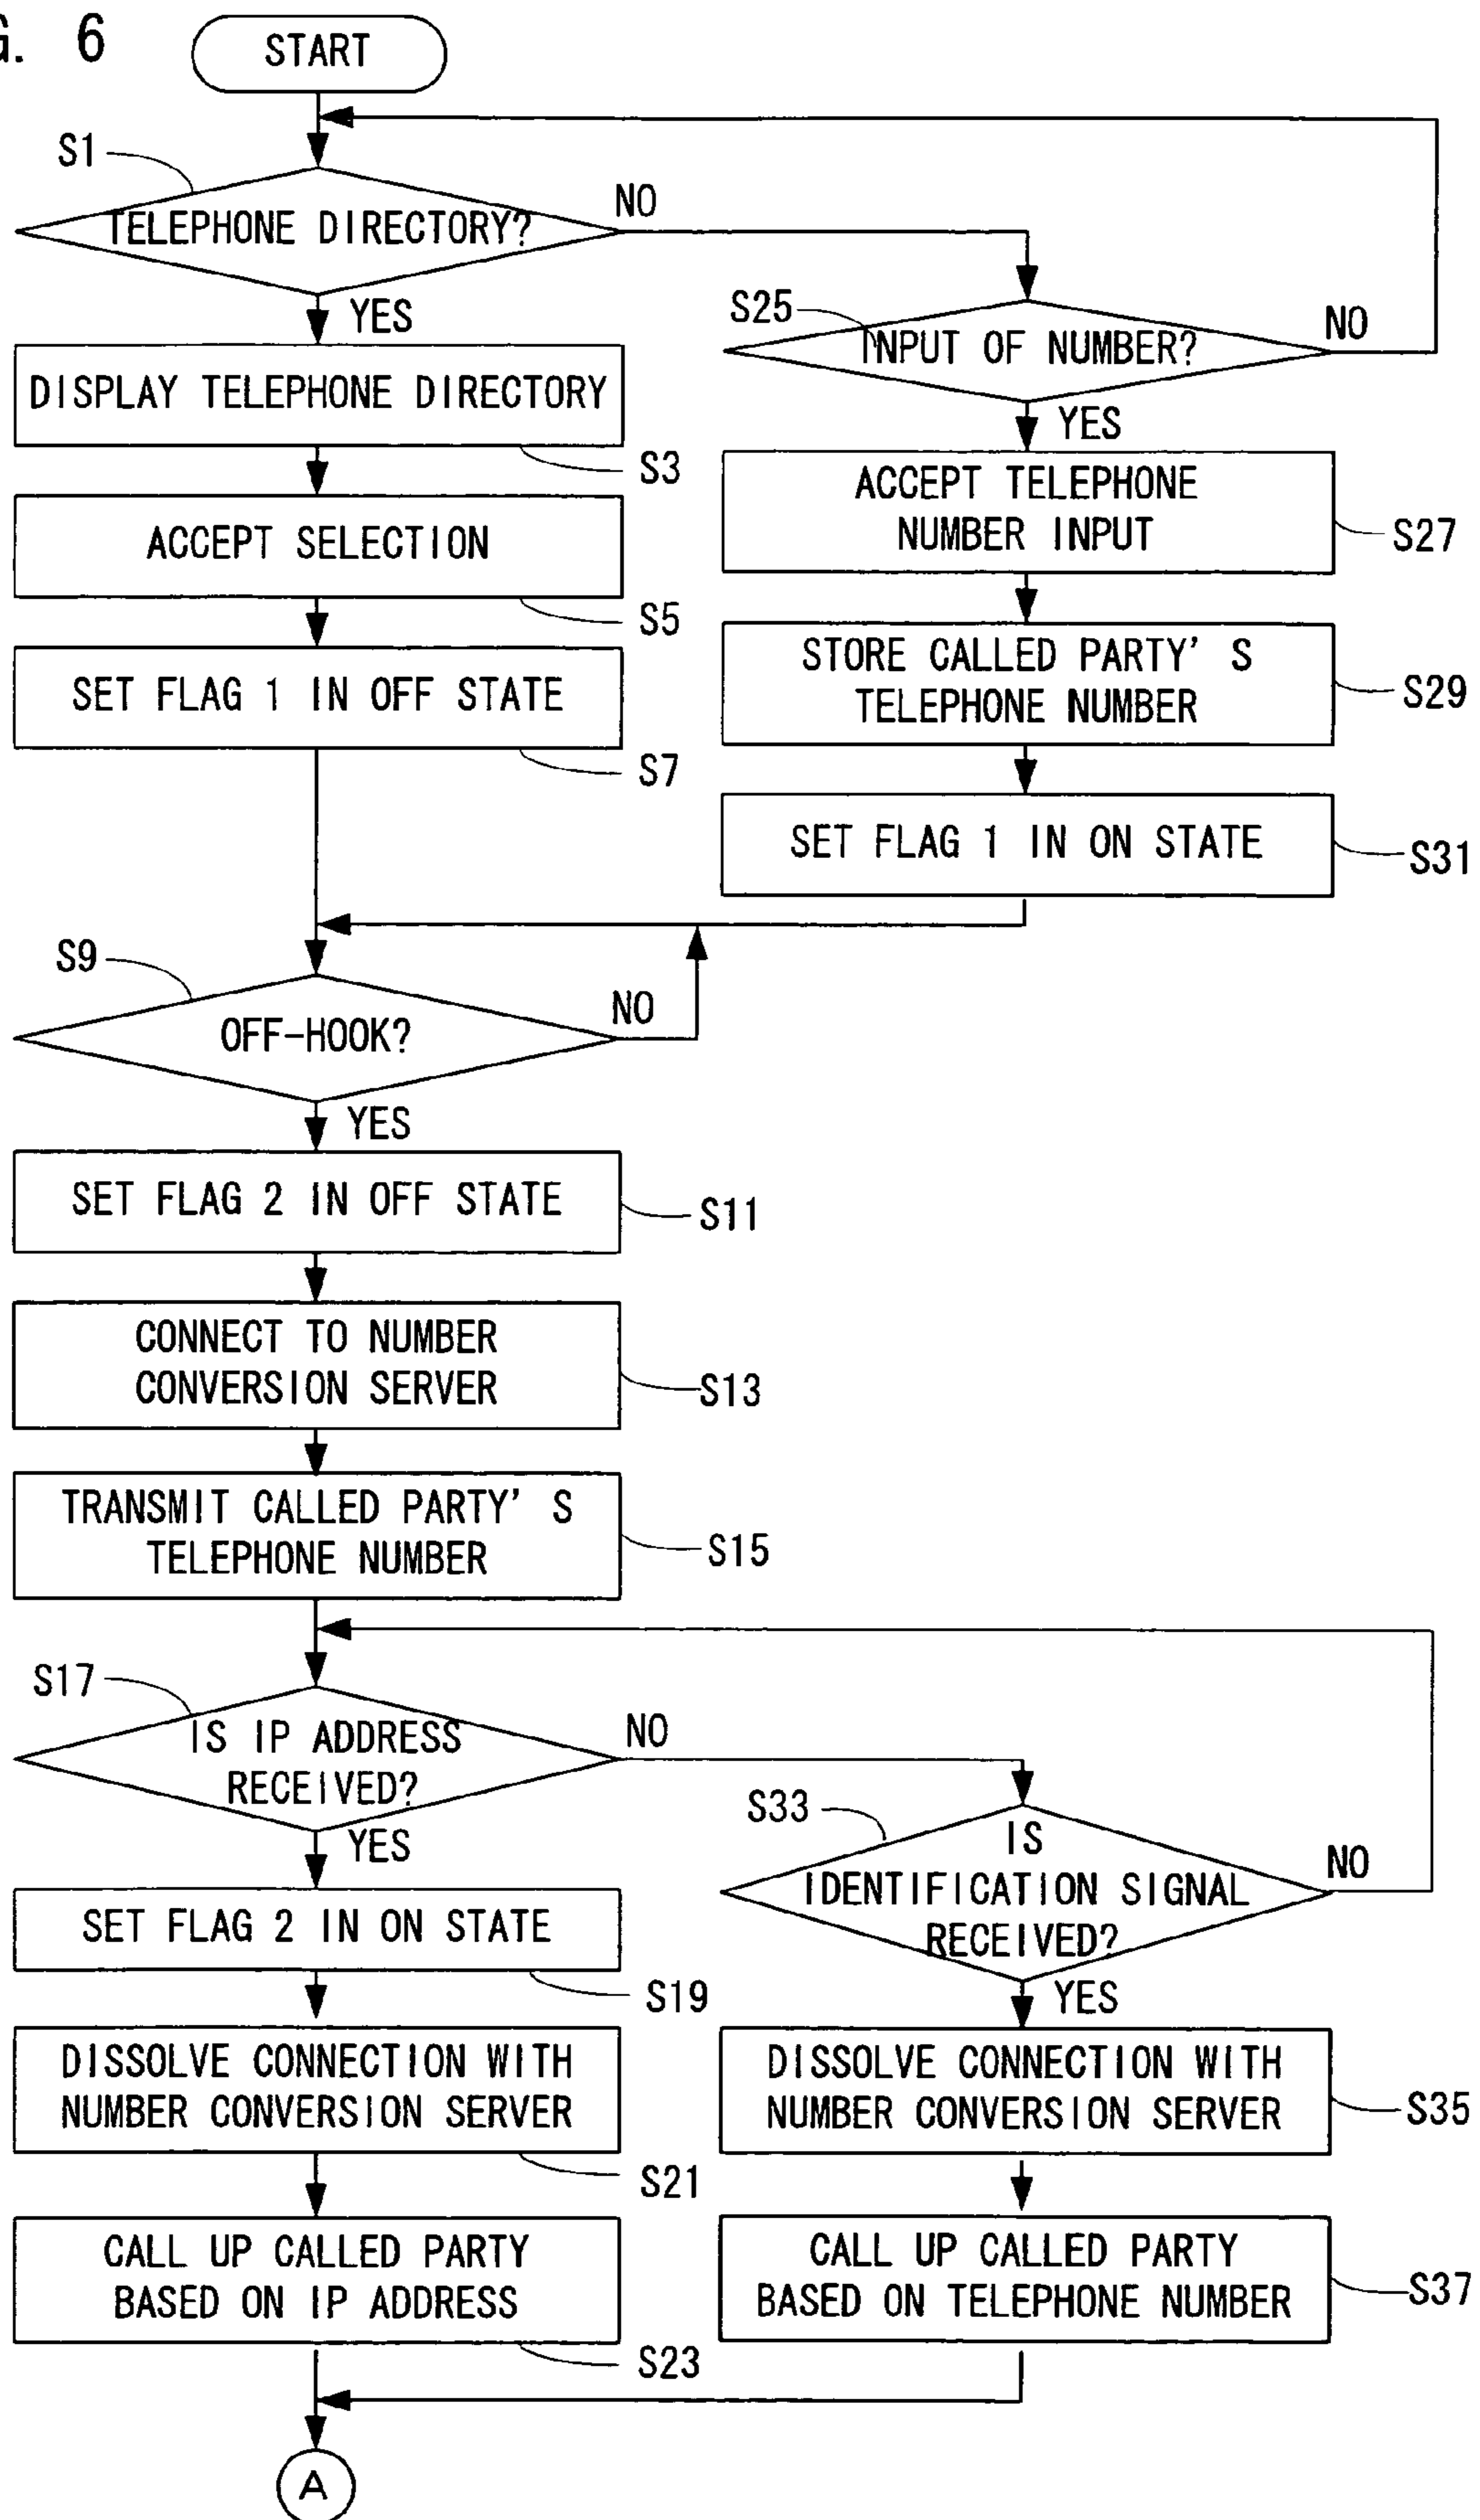 G. 6
START
S1
TELEPHONE DIRECTORY?
NO
YES
S25
INPUT OF NUMBER?
NO
YES
DISPLAY TELEPHONE DIRECTORY
S3
ACCEPT SELECTION
S5
SET FLAG 1 IN OFF STATE
S7
ACCEPT TELEPHONE
NUMBER INPUT
S27
STORE CALLED PARTY'S
TELEPHONE NUMBER
S29
SET FLAG 1 IN ON STATE
S31
S9
OFF-HOOK?
NO
YES
SET FLAG 2 IN OFF STATE
S11
CONNECT TO NUMBER
CONVERSION SERVER
S13
TRANSMIT CALLED PARTY'S
TELEPHONE NUMBER
S15
S17
IS IP ADDRESS
RECEIVED?
NO
YES
S33
IS
IDENTIFICATION SIGNAL
RECEIVED?
NO
YES
SET FLAG 2 IN ON STATE
S19
DISSOLVE CONNECTION WITH
NUMBER CONVERSION SERVER
S21
CALL UP CALLED PARTY
BASED ON IP ADDRESS
S23
DISSOLVE CONNECTION WITH
NUMBER CONVERSION SERVER
S35
CALL UP CALLED PARTY
BASED ON TELEPHONE NUMBER
S37
A